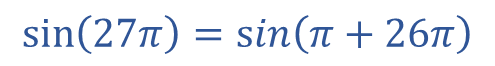 sin(27π) = sin(π + 26π)